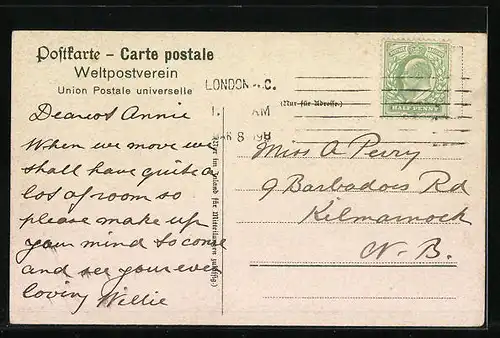 Postkarte – Carte postale
Weltpostverein
Union Postale universelle
LONDON
AM
8
HALF PENNY
(Nur für Adresse.)
Dearest Annie
When we move we
shall have quite a
lot of room so
please make up
your mind to come
and see your ever
loving Willie
Miss A Perry
9 Barbadoes Rd
Kilmarnock
N-B.